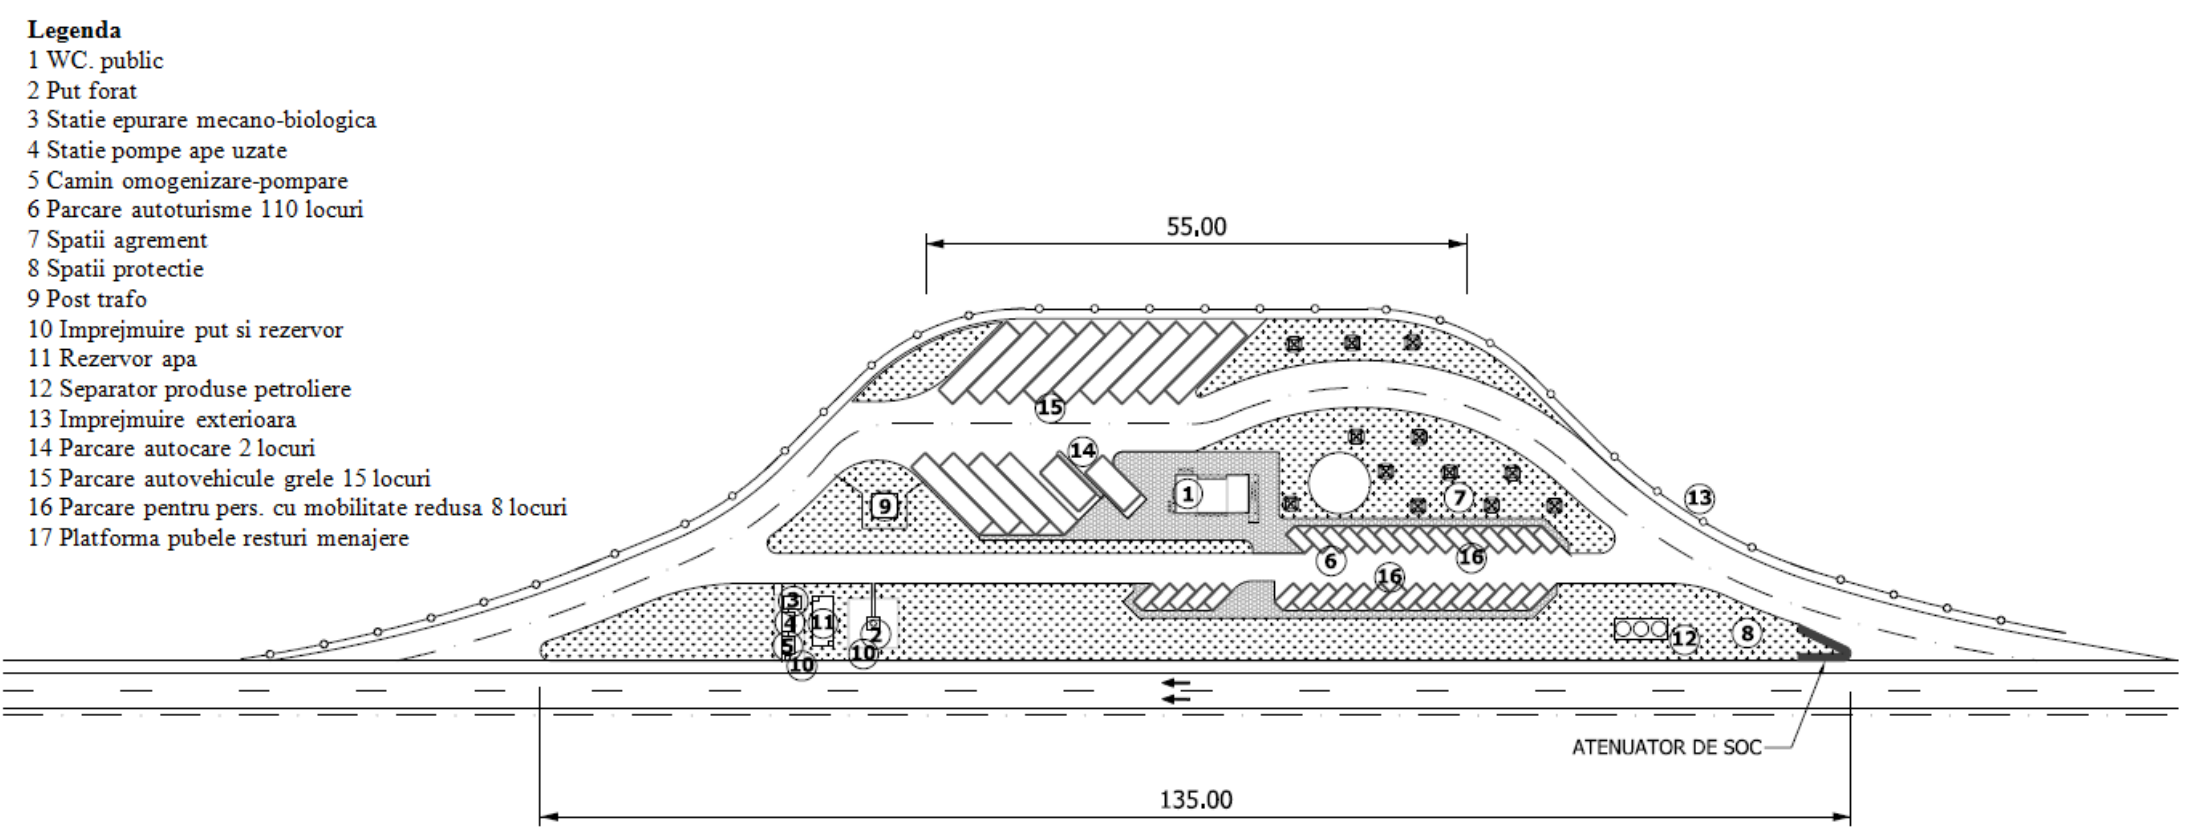 Legenda
1 WC. public
2 Put forat
3 Statie epurare mecano-biologica
4 Statie pompe ape uzate
5 Camin omogenizare-pompare
6 Parcare autoturisme 110 locuri
7 Spatii agrement
8 Spatii protectie
9 Post trafo
10 Imprejmuire put si rezervor
11 Rezervor apa
12 Separator produse petroliere
13 Imprejmuire exterioara
14 Parcare autocare 2 locuri
15 Parcare autovehicule grele 15 locuri
16 Parcare pentru pers. cu mobilitate redusa 8 locuri
17 Platforma pubele resturi menajere
55.00
15
14
1
9
7
13
6
16
16
3
4
11
5
2
10
10
12
8
ATENUATOR DE SOC
135.00